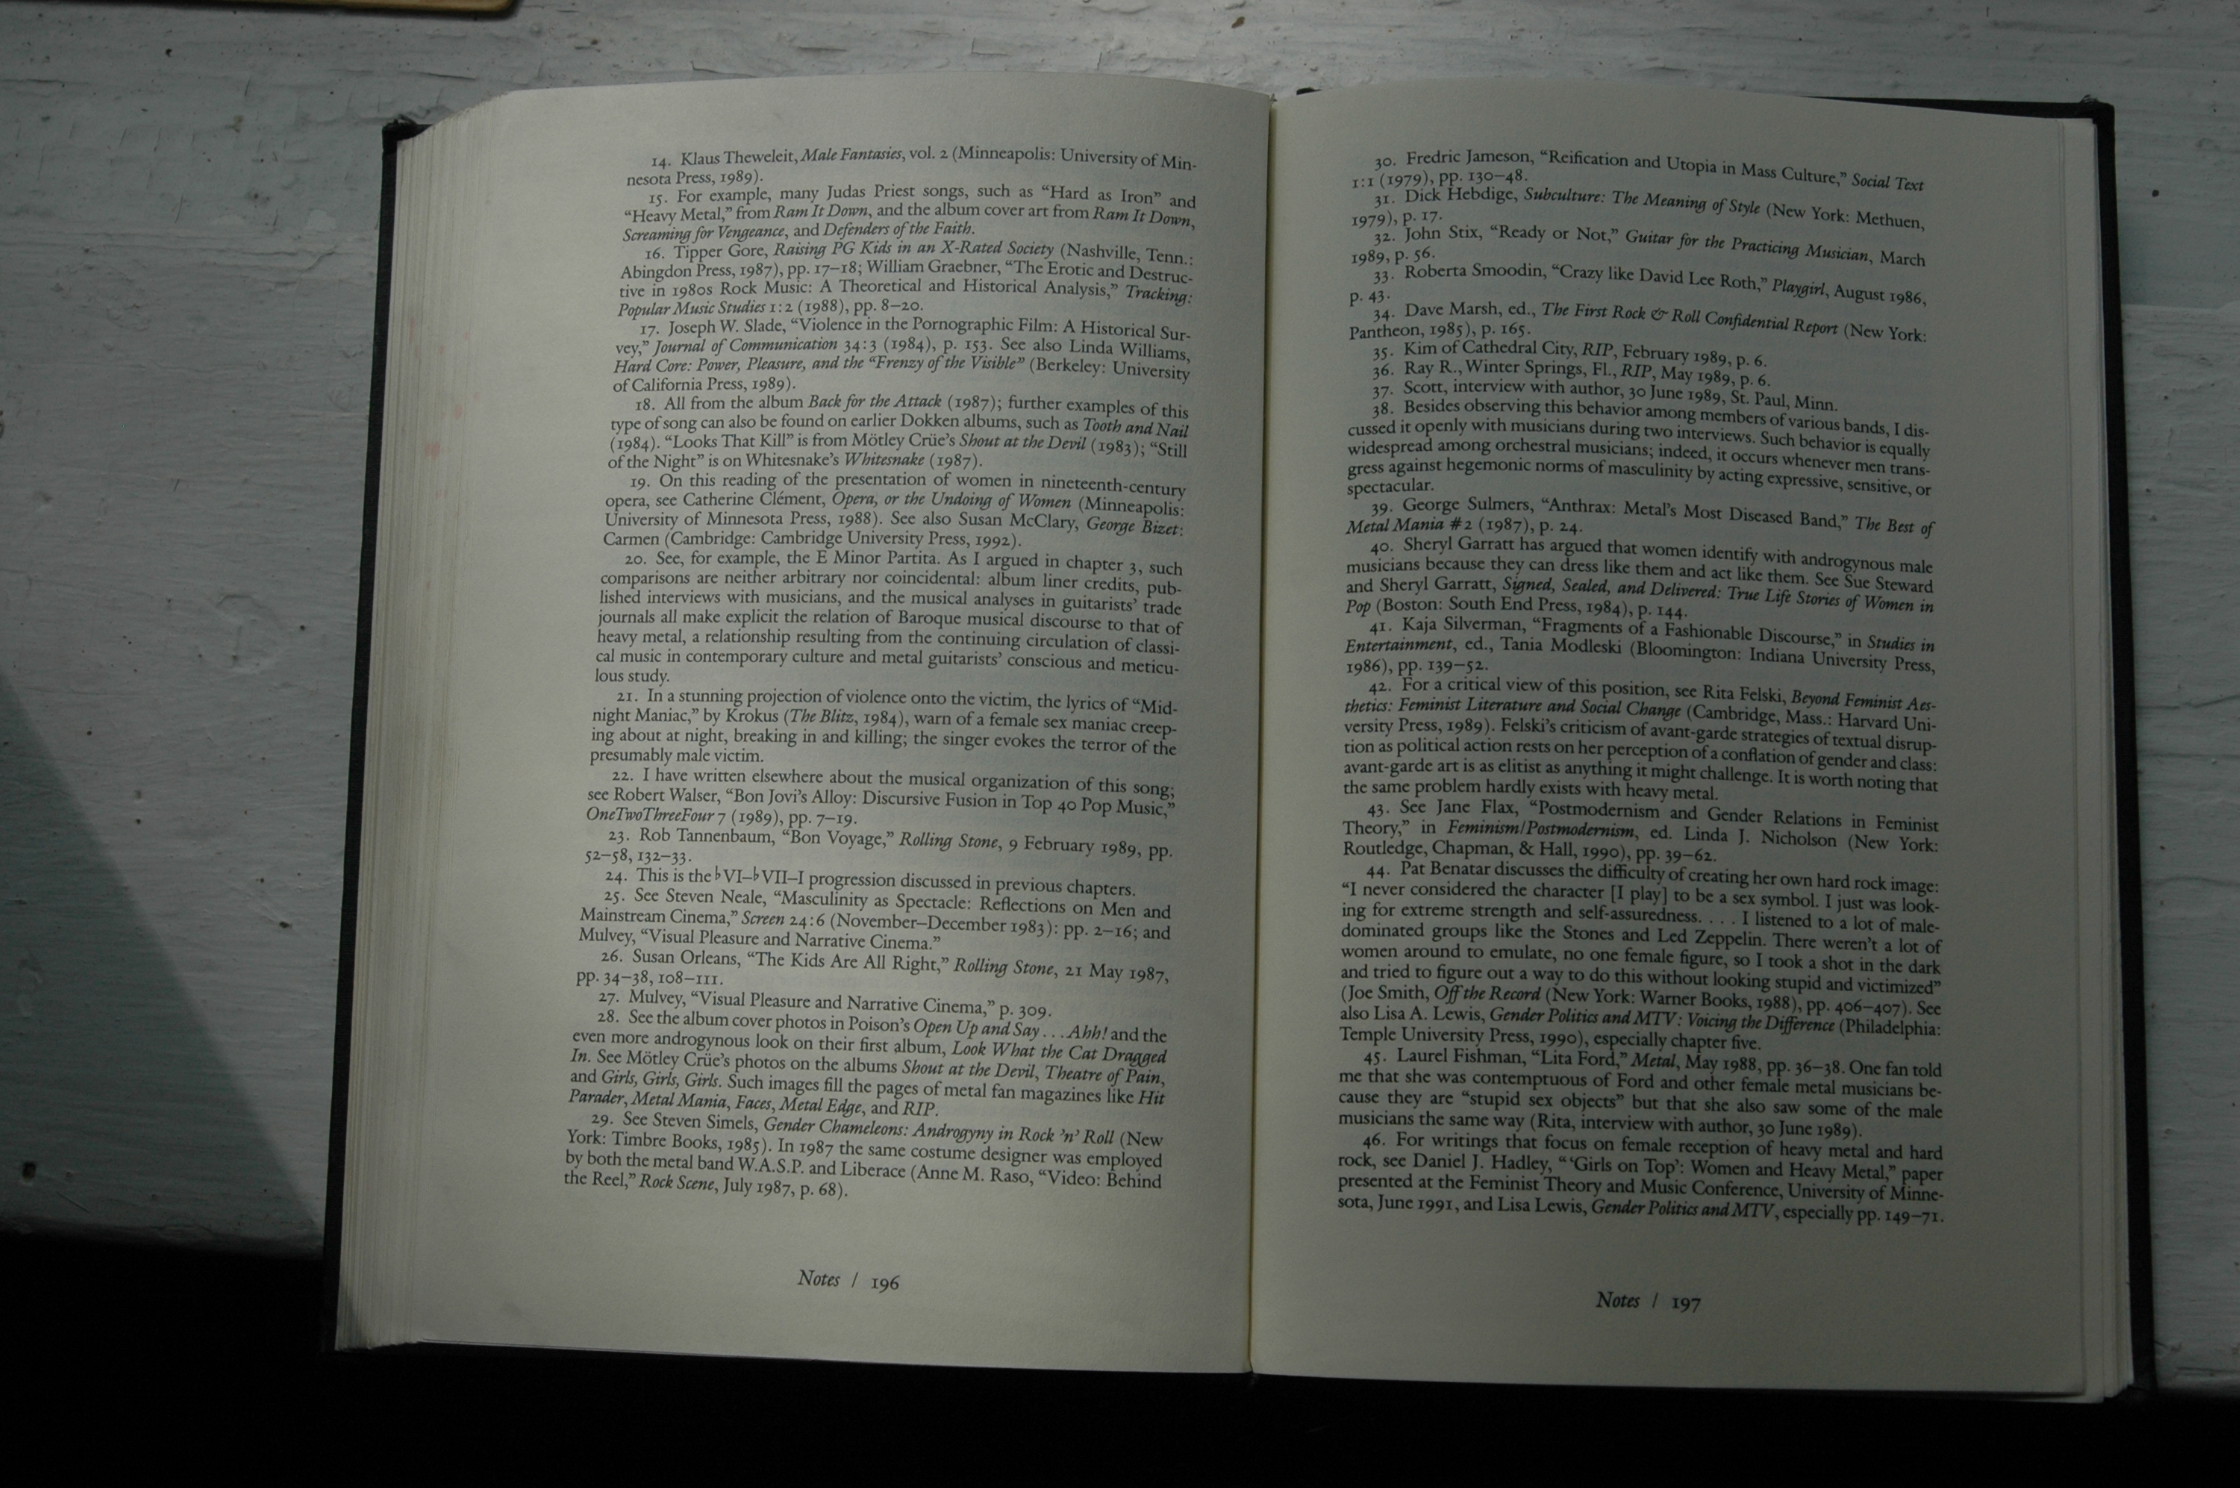 14. Klaus Theweleit, Male Fantasies, vol. 2 (Minneapolis: University of Min-
nesota Press, 1989).
15. For example, many Judas Priest songs, such as “Hard as Iron” and
“Heavy Metal,” from Ram It Down, and the album cover art from Ram It Down,
Screaming for Vengeance, and Defenders of the Faith.
16. Tipper Gore, Raising PG Kids in an X-Rated Society (Nashville, Tenn.:
Abingdon Press, 1987), pp. 17–18; William Graebner, “The Erotic and Destruc-
tive in 1980s Rock Music: A Theoretical and Historical Analysis,” Tracking:
Popular Music Studies 1:2 (1988), pp. 8–20.
17. Joseph W. Slade, “Violence in the Pornographic Film: A Historical Sur-
vey,” Journal of Communication 34:3 (1984), p. 153. See also Linda Williams,
Hard Core: Power, Pleasure, and the “Frenzy of the Visible” (Berkeley: University
of California Press, 1989).
18. All from the album Back for the Attack (1987); further examples of this
type of song can also be found on earlier Dokken albums, such as Tooth and Nail
(1984). “Looks That Kill” is from Mötley Crüe’s Shout at the Devil (1983); “Still
of the Night” is on Whitesnake’s Whitesnake (1987).
19. On this reading of the presentation of women in nineteenth-century
opera, see Catherine Clément, Opera, or the Undoing of Women (Minneapolis:
University of Minnesota Press, 1988). See also Susan McClary, George Bizet:
Carmen (Cambridge: Cambridge University Press, 1992).
20. See, for example, the E Minor Partita. As I argued in chapter 3, such
comparisons are neither arbitrary nor coincidental: album liner credits, pub-
lished interviews with musicians, and the musical analyses in guitarists’ trade
journals all make explicit the relation of Baroque musical discourse to that of
heavy metal, a relationship resulting from the continuing circulation of classi-
cal music in contemporary culture and metal guitarists’ conscious and meticu-
lous study.
21. In a stunning projection of violence onto the victim, the lyrics of “Mid-
night Maniac,” by Krokus (The Blitz, 1984), warn of a female sex maniac creep-
ing about at night, breaking in and killing; the singer evokes the terror of the
presumably male victim.
22. I have written elsewhere about the musical organization of this song;
see Robert Walser, “Bon Jovi’s Alloy: Discursive Fusion in Top 40 Pop Music,”
OneTwoThreeFour 7 (1989), pp. 7–19.
23. Rob Tannenbaum, “Bon Voyage,” Rolling Stone, 9 February 1989, pp.
52–58, 132–33.
24. This is the ♭VI–♭VII–I progression discussed in previous chapters.
25. See Steven Neale, “Masculinity as Spectacle: Reflections on Men and
Mainstream Cinema,” Screen 24:6 (November–December 1983): pp. 2–16; and
Mulvey, “Visual Pleasure and Narrative Cinema.”
26. Susan Orleans, “The Kids Are All Right,” Rolling Stone, 21 May 1987,
pp. 34–38, 108–111.
27. Mulvey, “Visual Pleasure and Narrative Cinema,” p. 309.
28. See the album cover photos in Poison’s Open Up and Say . . . Ahh! and the
even more androgynous look on their first album, Look What the Cat Dragged
In. See Mötley Crüe’s photos on the albums Shout at the Devil, Theatre of Pain,
and Girls, Girls, Girls. Such images fill the pages of metal fan magazines like Hit
Parader, Metal Mania, Faces, Metal Edge, and RIP.
29. See Steven Simels, Gender Chameleons: Androgyny in Rock ’n’ Roll (New
York: Timbre Books, 1985). In 1987 the same costume designer was employed
by both the metal band W.A.S.P. and Liberace (Anne M. Raso, “Video: Behind
the Reel,” Rock Scene, July 1987, p. 68).
Notes / 196
30. Fredric Jameson, “Reification and Utopia in Mass Culture,” Social Text
1:1 (1979), pp. 130–48.
31. Dick Hebdige, Subculture: The Meaning of Style (New York: Methuen,
1979), p. 17.
32. John Stix, “Ready or Not,” Guitar for the Practicing Musician, March
1989, p. 56.
33. Roberta Smoodin, “Crazy like David Lee Roth,” Playgirl, August 1986,
p. 43.
34. Dave Marsh, ed., The First Rock & Roll Confidential Report (New York:
Pantheon, 1985), p. 165.
35. Kim of Cathedral City, RIP, February 1989, p. 6.
36. Ray R., Winter Springs, Fl., RIP, May 1989, p. 6.
37. Scott, interview with author, 30 June 1989, St. Paul, Minn.
38. Besides observing this behavior among members of various bands, I dis-
cussed it openly with musicians during two interviews. Such behavior is equally
widespread among orchestral musicians; indeed, it occurs whenever men trans-
gress against hegemonic norms of masculinity by acting expressive, sensitive, or
spectacular.
39. George Sulmers, “Anthrax: Metal’s Most Diseased Band,” The Best of
Metal Mania #2 (1987), p. 24.
40. Sheryl Garratt has argued that women identify with androgynous male
musicians because they can dress like them and act like them. See Sue Steward
and Sheryl Garratt, Signed, Sealed, and Delivered: True Life Stories of Women in
Pop (Boston: South End Press, 1984), p. 144.
41. Kaja Silverman, “Fragments of a Fashionable Discourse,” in Studies in
Entertainment, ed., Tania Modleski (Bloomington: Indiana University Press,
1986), pp. 139–52.
42. For a critical view of this position, see Rita Felski, Beyond Feminist Aes-
thetics: Feminist Literature and Social Change (Cambridge, Mass.: Harvard Uni-
versity Press, 1989). Felski’s criticism of avant-garde strategies of textual disrup-
tion as political action rests on her perception of a conflation of gender and class:
avant-garde art is as elitist as anything it might challenge. It is worth noting that
the same problem hardly exists with heavy metal.
43. See Jane Flax, “Postmodernism and Gender Relations in Feminist
Theory,” in Feminism/Postmodernism, ed. Linda J. Nicholson (New York:
Routledge, Chapman, & Hall, 1990), pp. 39–62.
44. Pat Benatar discusses the difficulty of creating her own hard rock image:
“I never considered the character [I play] to be a sex symbol. I just was look-
ing for extreme strength and self-assuredness. . . . I listened to a lot of male-
dominated groups like the Stones and Led Zeppelin. There weren’t a lot of
women around to emulate, no one female figure, so I took a shot in the dark
and tried to figure out a way to do this without looking stupid and victimized”
(Joe Smith, Off the Record (New York: Warner Books, 1988), pp. 406–407). See
also Lisa A. Lewis, Gender Politics and MTV: Voicing the Difference (Philadelphia:
Temple University Press, 1990), especially chapter five.
45. Laurel Fishman, “Lita Ford,” Metal, May 1988, pp. 36–38. One fan told
me that she was contemptuous of Ford and other female metal musicians be-
cause they are “stupid sex objects” but that she also saw some of the male
musicians the same way (Rita, interview with author, 30 June 1989).
46. For writings that focus on female reception of heavy metal and hard
rock, see Daniel J. Hadley, “‘Girls on Top’: Women and Heavy Metal,” paper
presented at the Feminist Theory and Music Conference, University of Minne-
sota, June 1991, and Lisa Lewis, Gender Politics and MTV, especially pp. 149–71.
Notes / 197